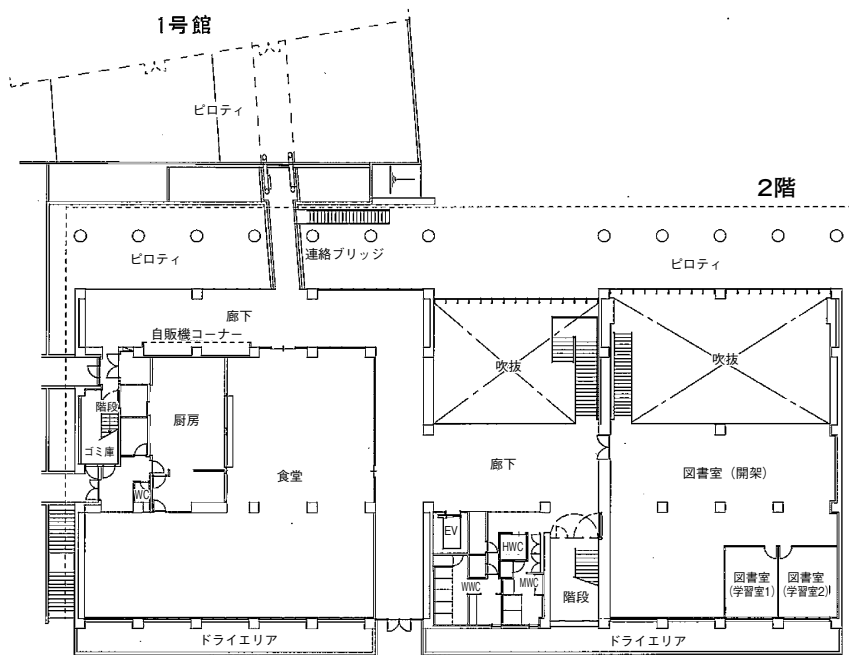 1号館
ピロティ
2階
ピロティ
連絡ブリッジ
ピロティ
廊下
自販機コーナー
吹抜
吹抜
階段
厨房
ゴミ庫
食堂
廊下
図書室（開架）
WC
EV
HWC
WWC
MWC
階段
図書室
（学習室1）
図書室
（学習室2）
ドライエリア
ドライエリア